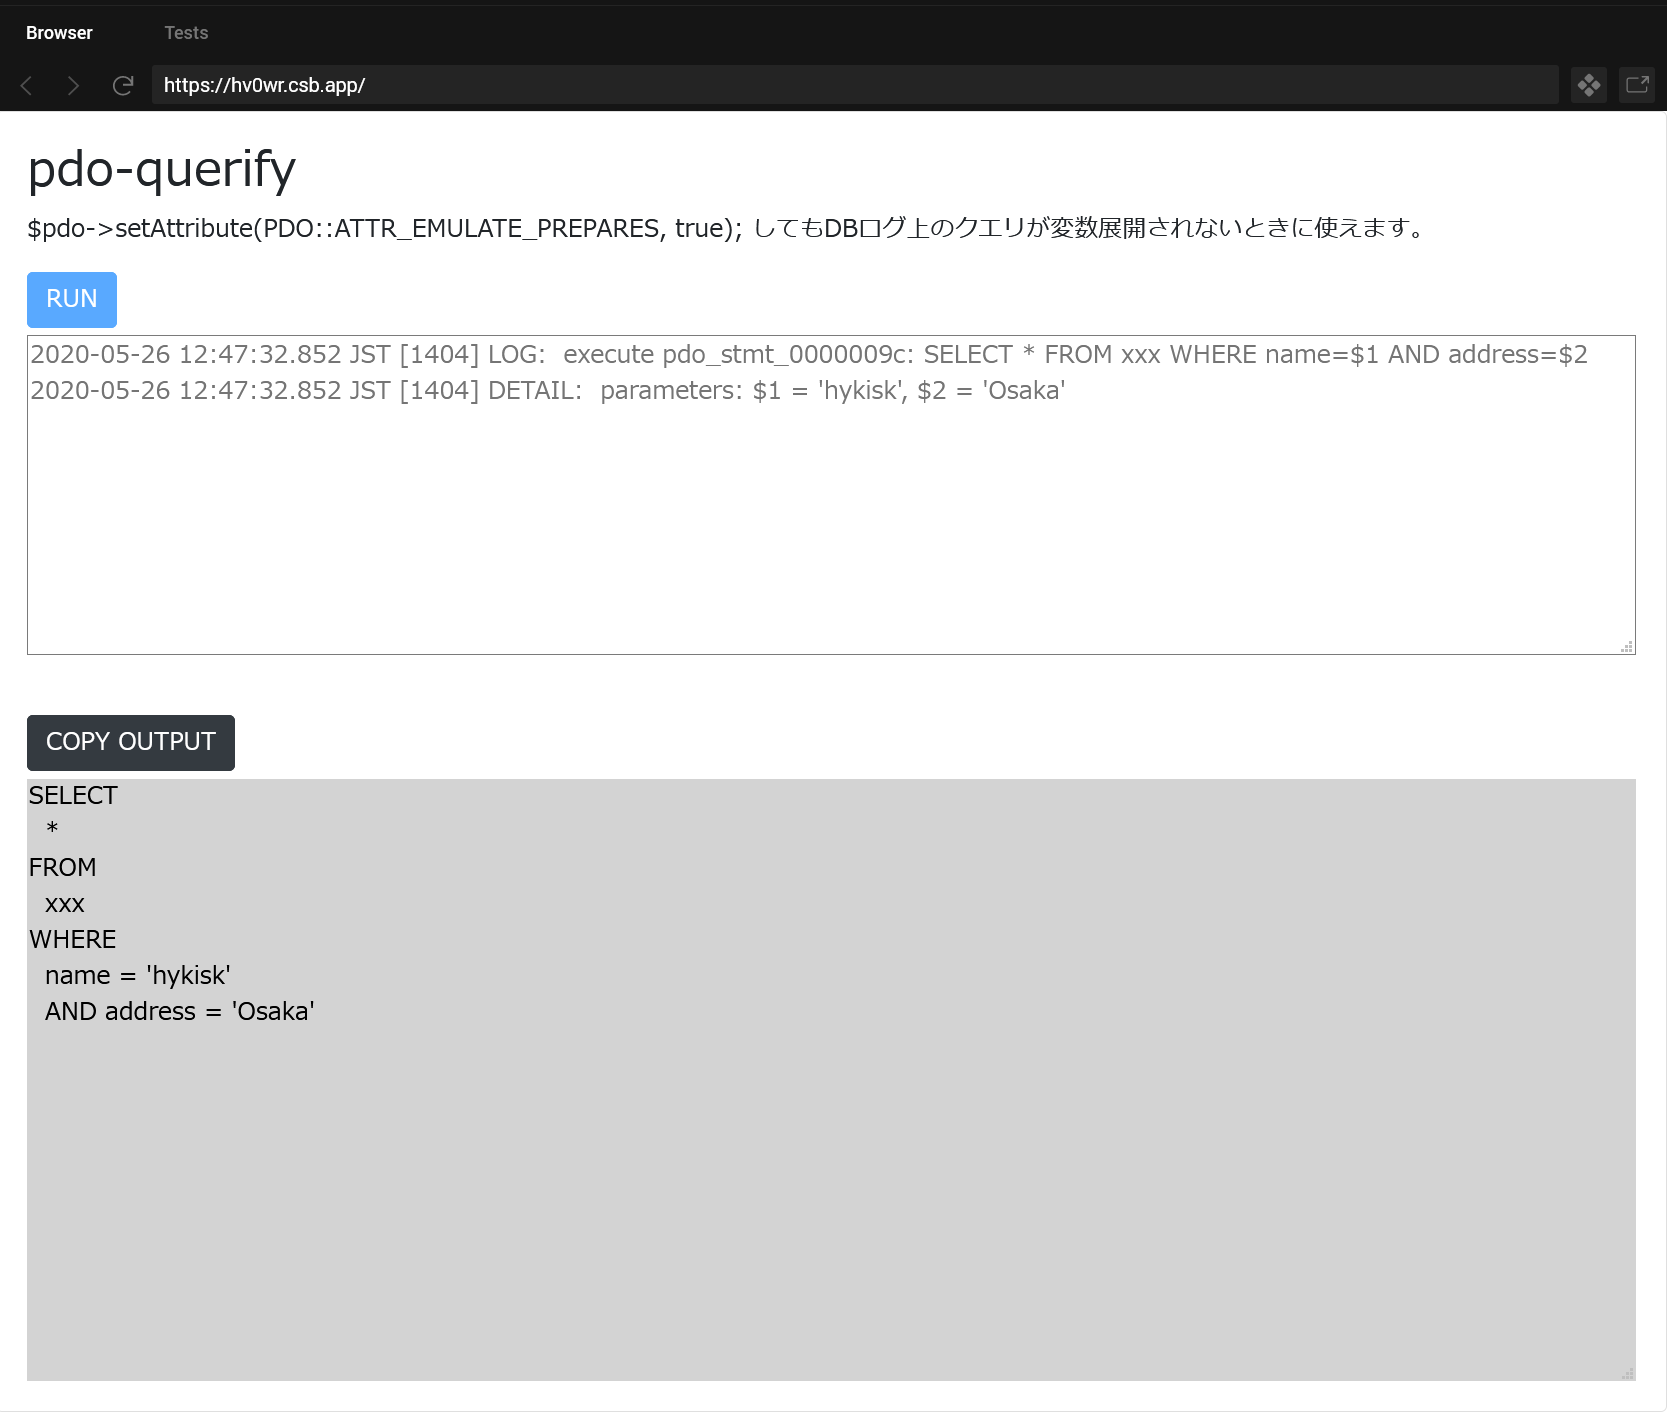 Browser Tests
https://hv0wr.csb.app/
pdo-querify
$pdo->setAttribute(PDO::ATTR_EMULATE_PREPARES, true); してもDBログ上のクエリが変数展開されないときに使えます。
RUN
2020-05-26 12:47:32.852 JST [1404] LOG:  execute pdo_stmt_0000009c: SELECT * FROM xxx WHERE name=$1 AND address=$2
2020-05-26 12:47:32.852 JST [1404] DETAIL:  parameters: $1 = 'hykisk', $2 = 'Osaka'
COPY OUTPUT
SELECT
  *
FROM
  xxx
WHERE
  name = 'hykisk'
  AND address = 'Osaka'